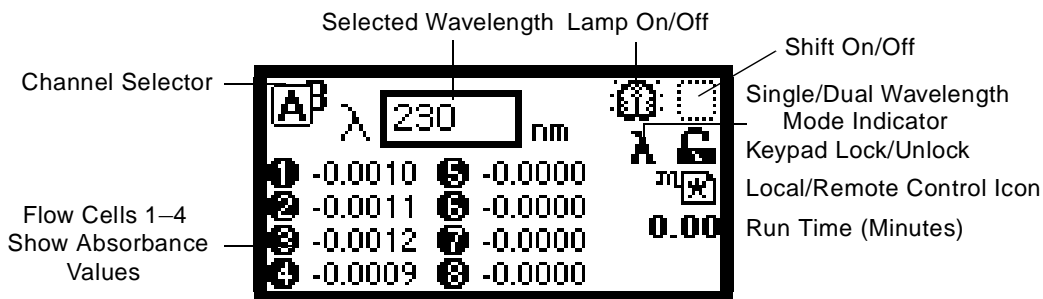 Selected Wavelength
Lamp On/Off
Shift On/Off
Channel Selector
A B
λ 230 nm
Single/Dual Wavelength
Mode Indicator
λ
Keypad Lock/Unlock
1 -0.0010 5 -0.0000
m *
Local/Remote Control Icon
2 -0.0011 6 -0.0000
Flow Cells 1–4
Show Absorbance
Values
3 -0.0012 7 -0.0000
0.00
Run Time (Minutes)
4 -0.0009 8 -0.0000